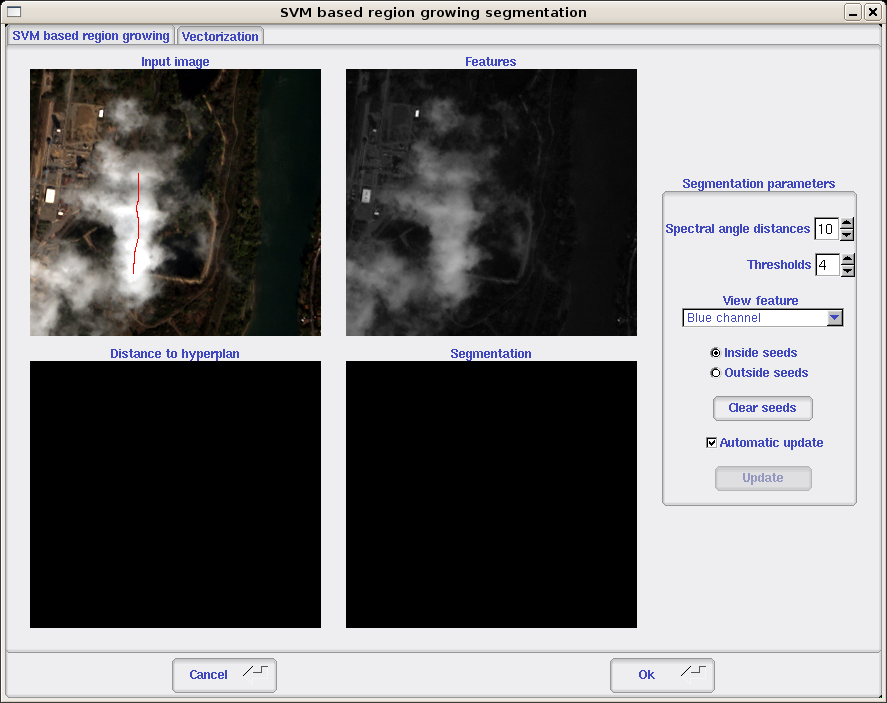 SVM based region growing segmentation
SVM based region growing
Vectorization
Input image
Features
Segmentation parameters
Spectral angle distances 10
Thresholds 4
View feature
Blue channel
Inside seeds
Outside seeds
Clear seeds
Automatic update
Update
Distance to hyperplan
Segmentation
Cancel
Ok